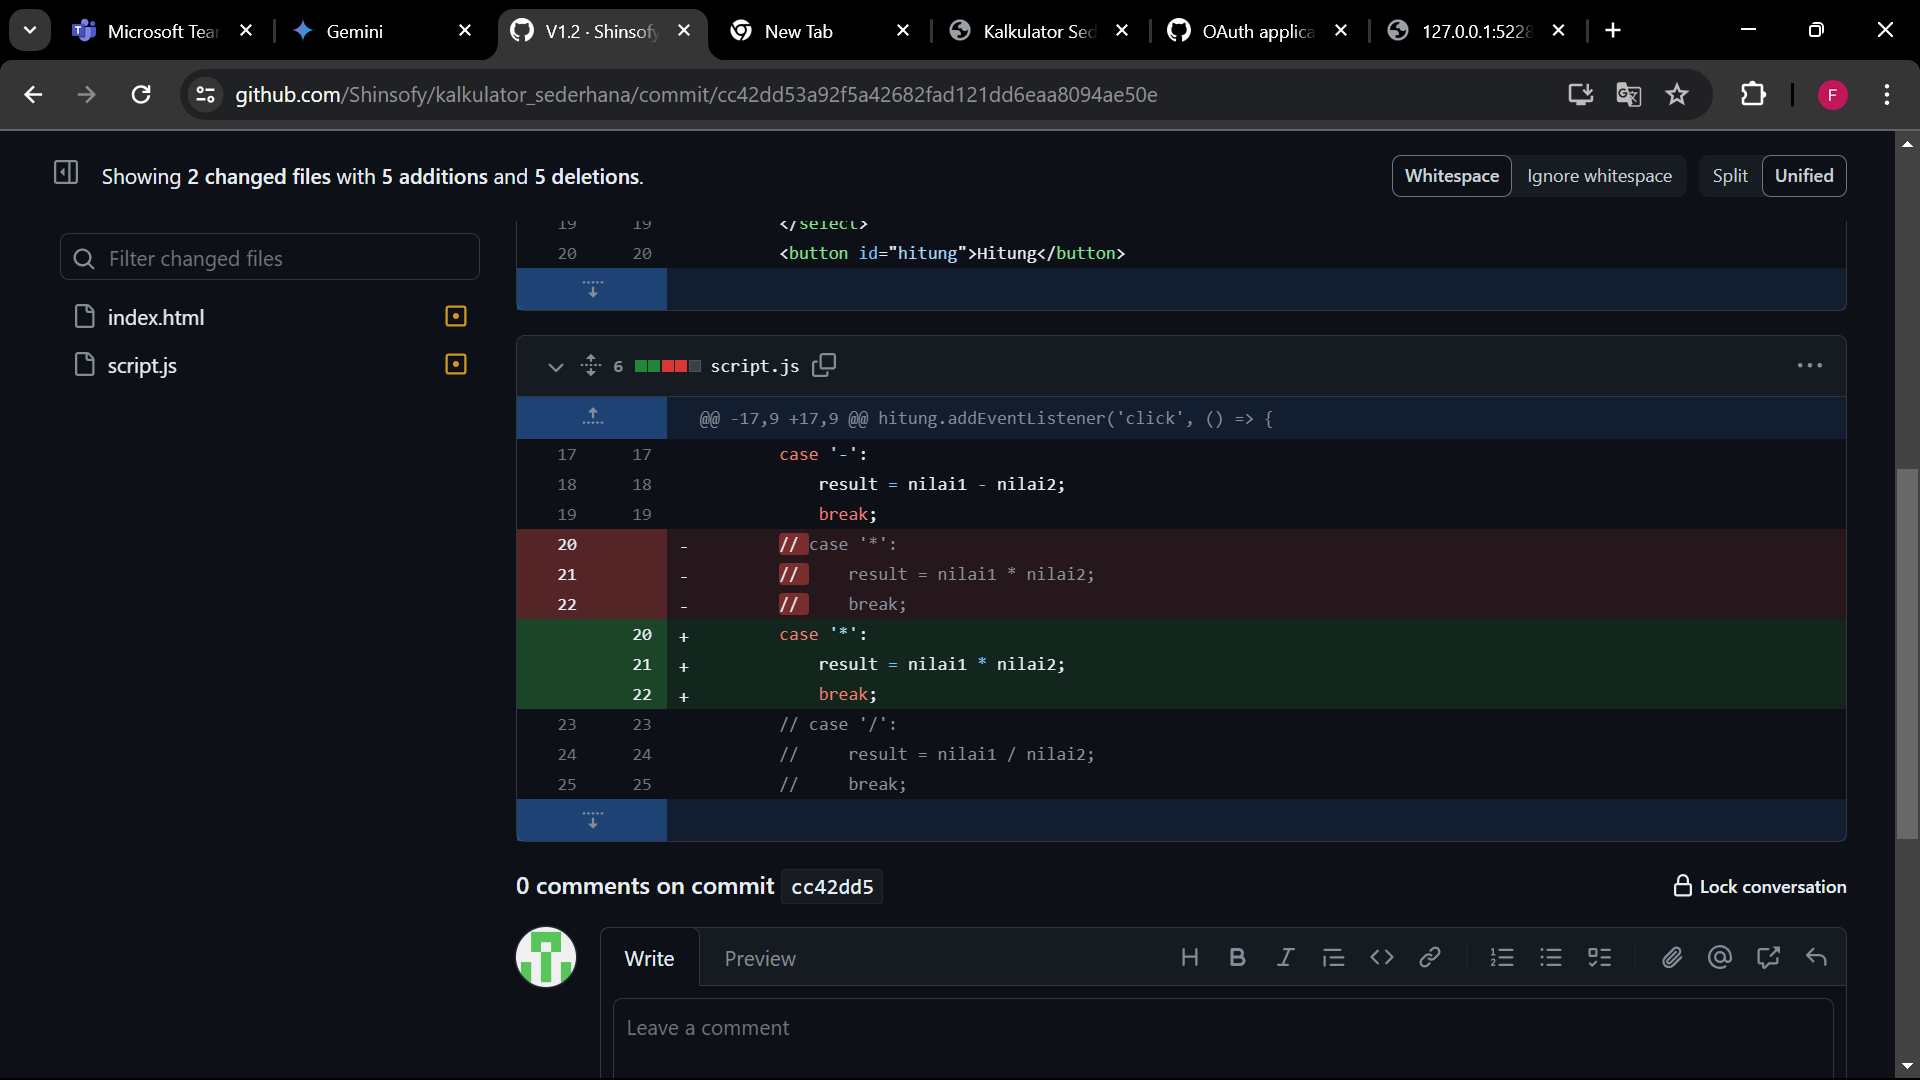 Microsoft Tear
Gemini
V1.2 · Shinsofy
New Tab
Kalkulator Sed
OAuth applica
127.0.0.1:5228
github.com/Shinsofy/kalkulator_sederhana/commit/cc42dd53a92f5a42682fad121dd6eaa8094ae50e
F
Showing 2 changed files with 5 additions and 5 deletions.
Whitespace
Ignore whitespace
Split
Unified
Filter changed files
index.html
script.js
19 19 </select>
20 20 <button id="hitung">Hitung</button>
6 script.js
@@ -17,9 +17,9 @@ hitung.addEventListener('click', () => {
17 17 case '-':
18 18 result = nilai1 - nilai2;
19 19 break;
20 - // case '*':
21 - // result = nilai1 * nilai2;
22 - // break;
20 + case '*':
21 + result = nilai1 * nilai2;
22 + break;
23 23 // case '/':
24 24 // result = nilai1 / nilai2;
25 25 // break;
0 comments on commit cc42dd5
Lock conversation
Write
Preview
Leave a comment